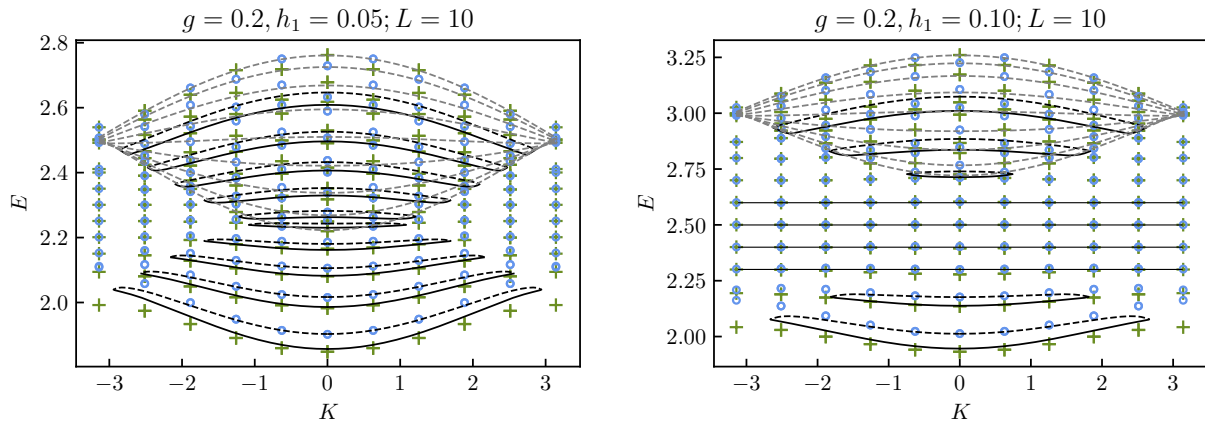 g = 0.2, h₁ = 0.05; L = 10
2.8
2.6
2.4
2.2
2.0
E
−3 −2 −1 0 1 2 3
K
g = 0.2, h₁ = 0.10; L = 10
3.25
3.00
2.75
2.50
2.25
2.00
E
−3 −2 −1 0 1 2 3
K